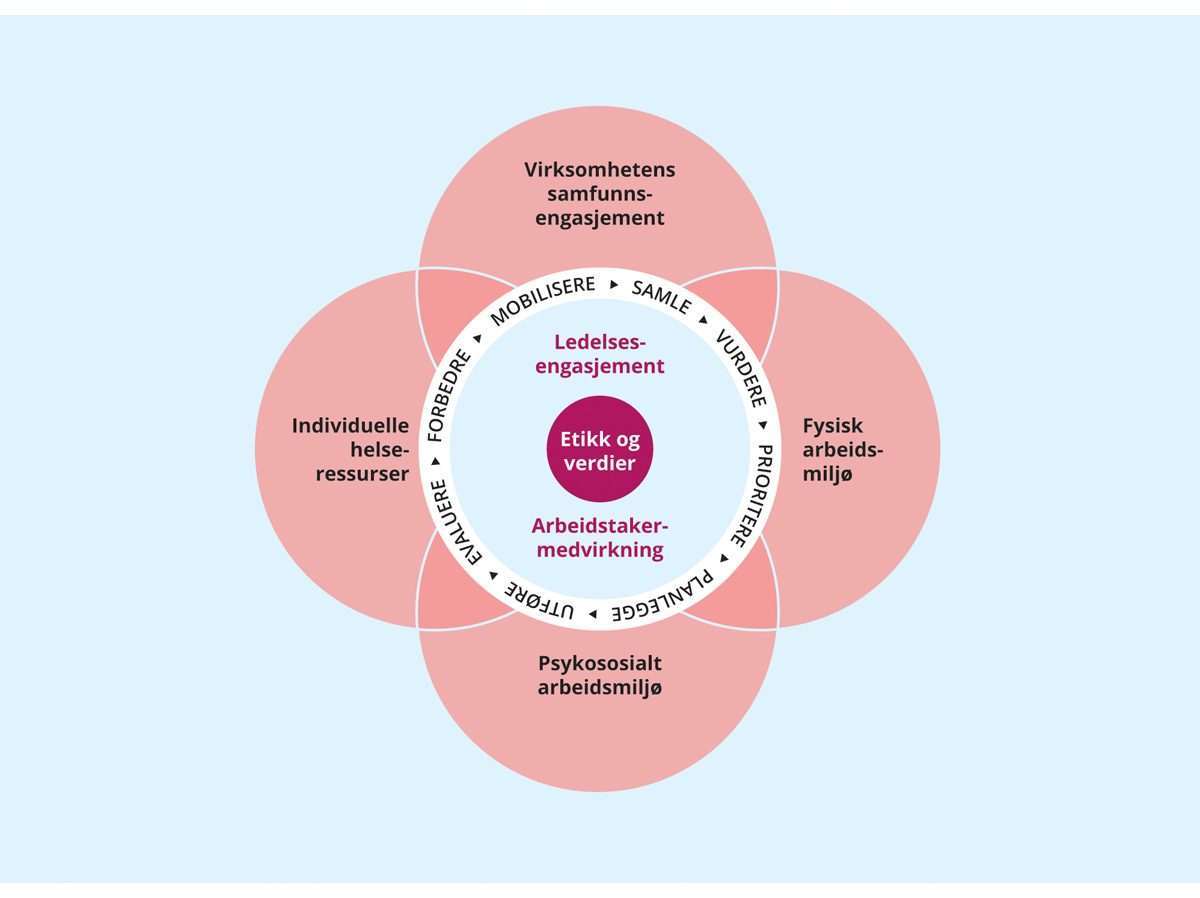 Virksomhetens
samfunns-
engasjement
MOBILISERE ▸ SAMLE ▸ VURDERE ▸ PRIORITERE ▸ PLANLEGGE ▸ UTFØRE ▸ EVALUERE ▸ FORBEDRE ▸
Ledelses-
engasjement
Individuelle
helse-
ressurser
Etikk og
verdier
Fysisk
arbeids-
miljø
Arbeidstaker-
medvirkning
Psykososialt
arbeidsmiljø